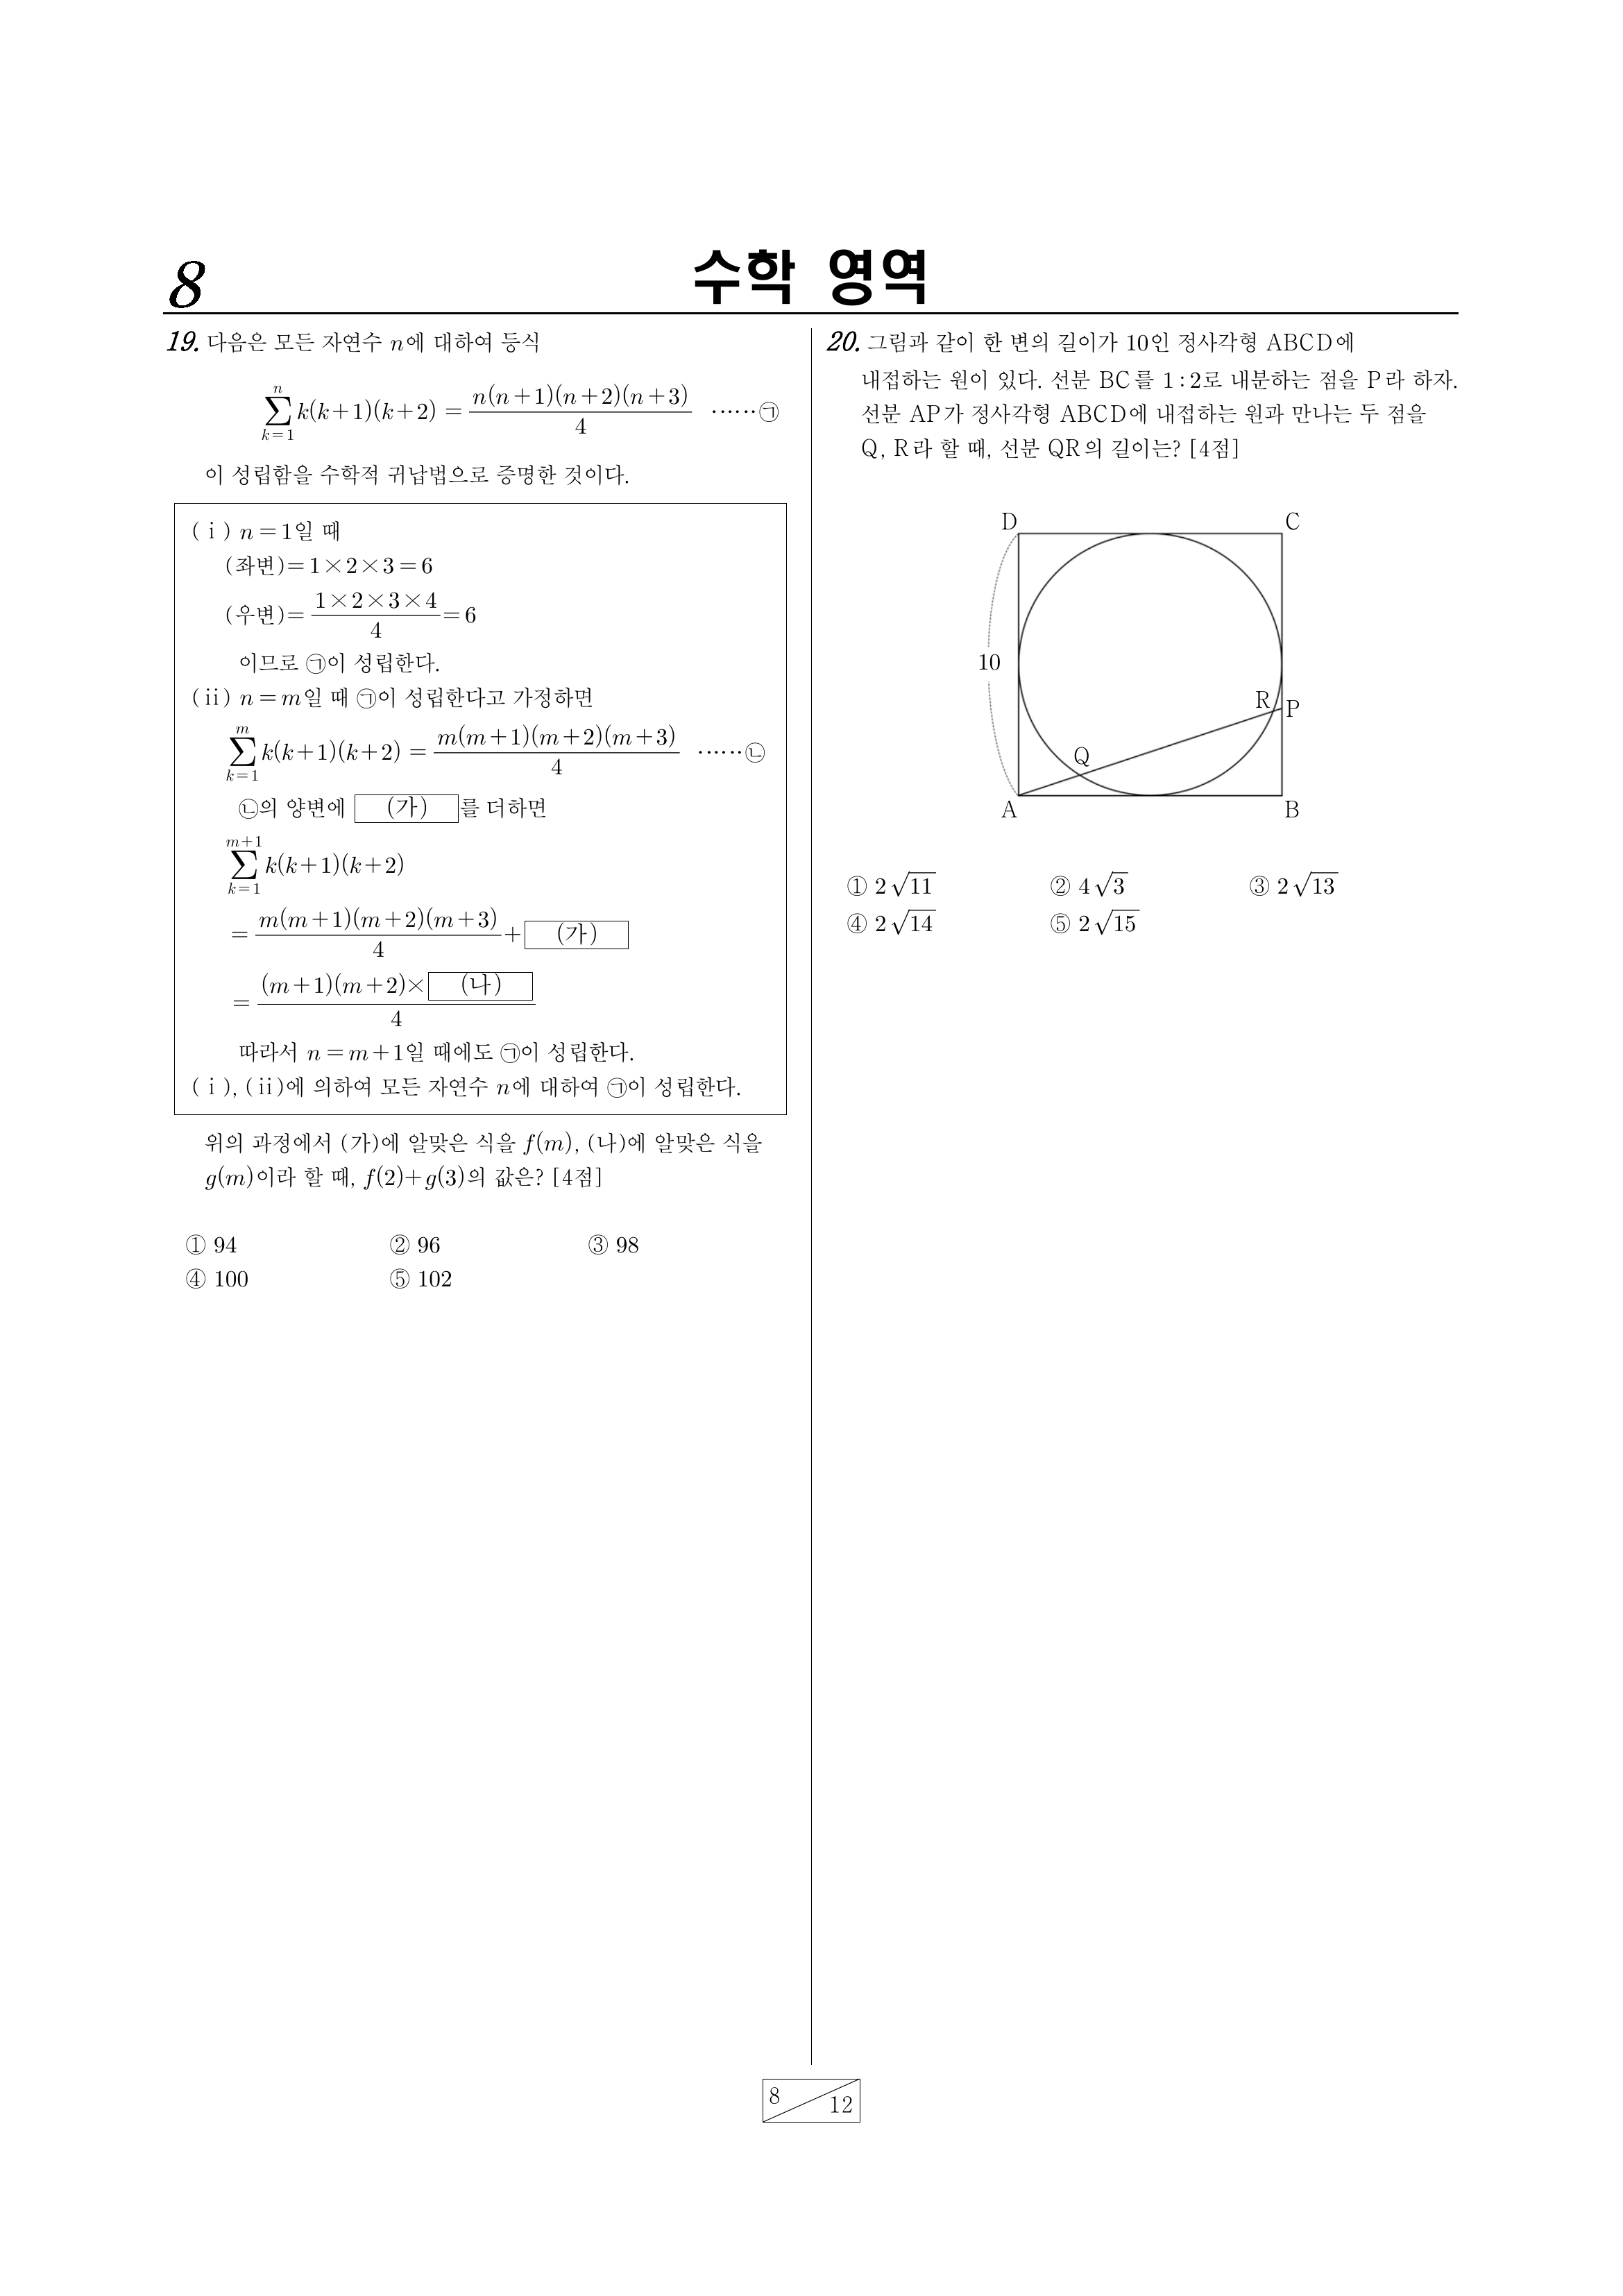 8
수학 영역
19. 다음은 모든 자연수 n에 대하여 등식
\sum_{k=1}^{n} k(k+1)(k+2) = \frac{n(n+1)(n+2)(n+3)}{4} ⋯⋯㉠
이 성립함을 수학적 귀납법으로 증명한 것이다.
(ⅰ) n=1일 때
(좌변)=1×2×3=6
(우변)=\frac{1×2×3×4}{4}=6
이므로 ㉠이 성립한다.
(ⅱ) n=m일 때 ㉠이 성립한다고 가정하면
\sum_{k=1}^{m} k(k+1)(k+2) = \frac{m(m+1)(m+2)(m+3)}{4} ⋯⋯㉡
㉡의 양변에 (가) 를 더하면
\sum_{k=1}^{m+1} k(k+1)(k+2)
= \frac{m(m+1)(m+2)(m+3)}{4} + (가)
= \frac{(m+1)(m+2)× (나)}{4}
따라서 n=m+1일 때에도 ㉠이 성립한다.
(ⅰ), (ⅱ)에 의하여 모든 자연수 n에 대하여 ㉠이 성립한다.
위의 과정에서 (가)에 알맞은 식을 f(m), (나)에 알맞은 식을
g(m)이라 할 때, f(2)+g(3)의 값은? [4점]
① 94 ② 96 ③ 98
④ 100 ⑤ 102
20. 그림과 같이 한 변의 길이가 10인 정사각형 ABCD에
내접하는 원이 있다. 선분 BC를 1:2로 내분하는 점을 P라 하자.
선분 AP가 정사각형 ABCD에 내접하는 원과 만나는 두 점을
Q, R라 할 때, 선분 QR의 길이는? [4점]
D C
10
R P
Q
A B
① 2√11 ② 4√3 ③ 2√13
④ 2√14 ⑤ 2√15
8 12